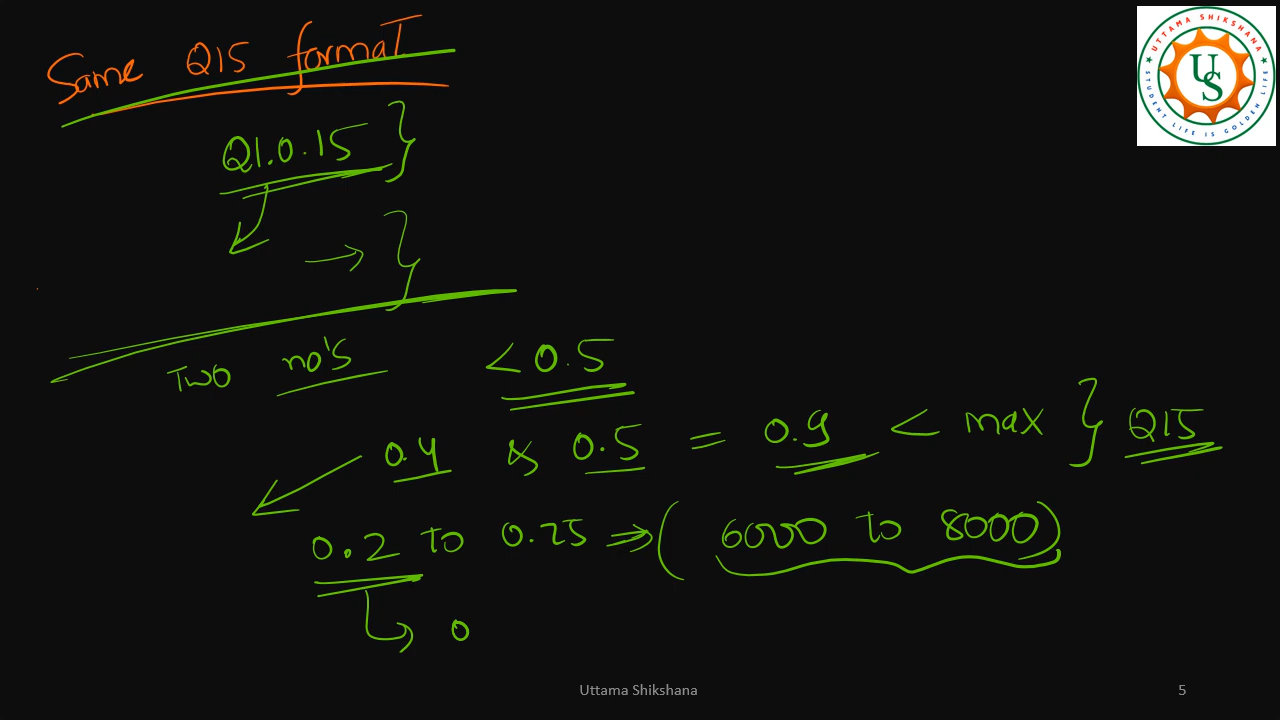 Same Q15 format
Q1.0.15 }
→ }
Two no's < 0.5
0.4 & 0.5 = 0.9 < max } Q15
0.2 to 0.25 ⇒ ( 6000 to 8000 )
↳ 0
UTTAMA SHIKSHANA
US
STUDENT LIFE IS GOLDEN LIFE
Uttama Shikshana
5